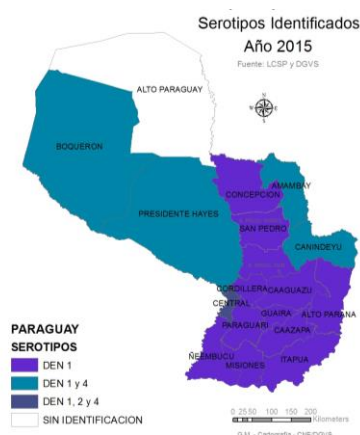 Serotipos Identificados
Año 2015
Fuente: LCSP y DGVS
ALTO PARAGUAY
BOQUERON
PRESIDENTE HAYES
CONCEPCION
AMAMBAY
SAN PEDRO
CANINDEYU
CORDILLERA
CAAGUAZU
CENTRAL
GUAIRA
ALTO PARANA
PARAGUARI
CAAZAPA
ÑEEMBUCU
MISIONES
ITAPUA
PARAGUAY
SEROTIPOS
DEN 1
DEN 1 y 4
DEN 1, 2 y 4
SIN IDENTIFICACION
0 25 50 100 150 200
Kilometers